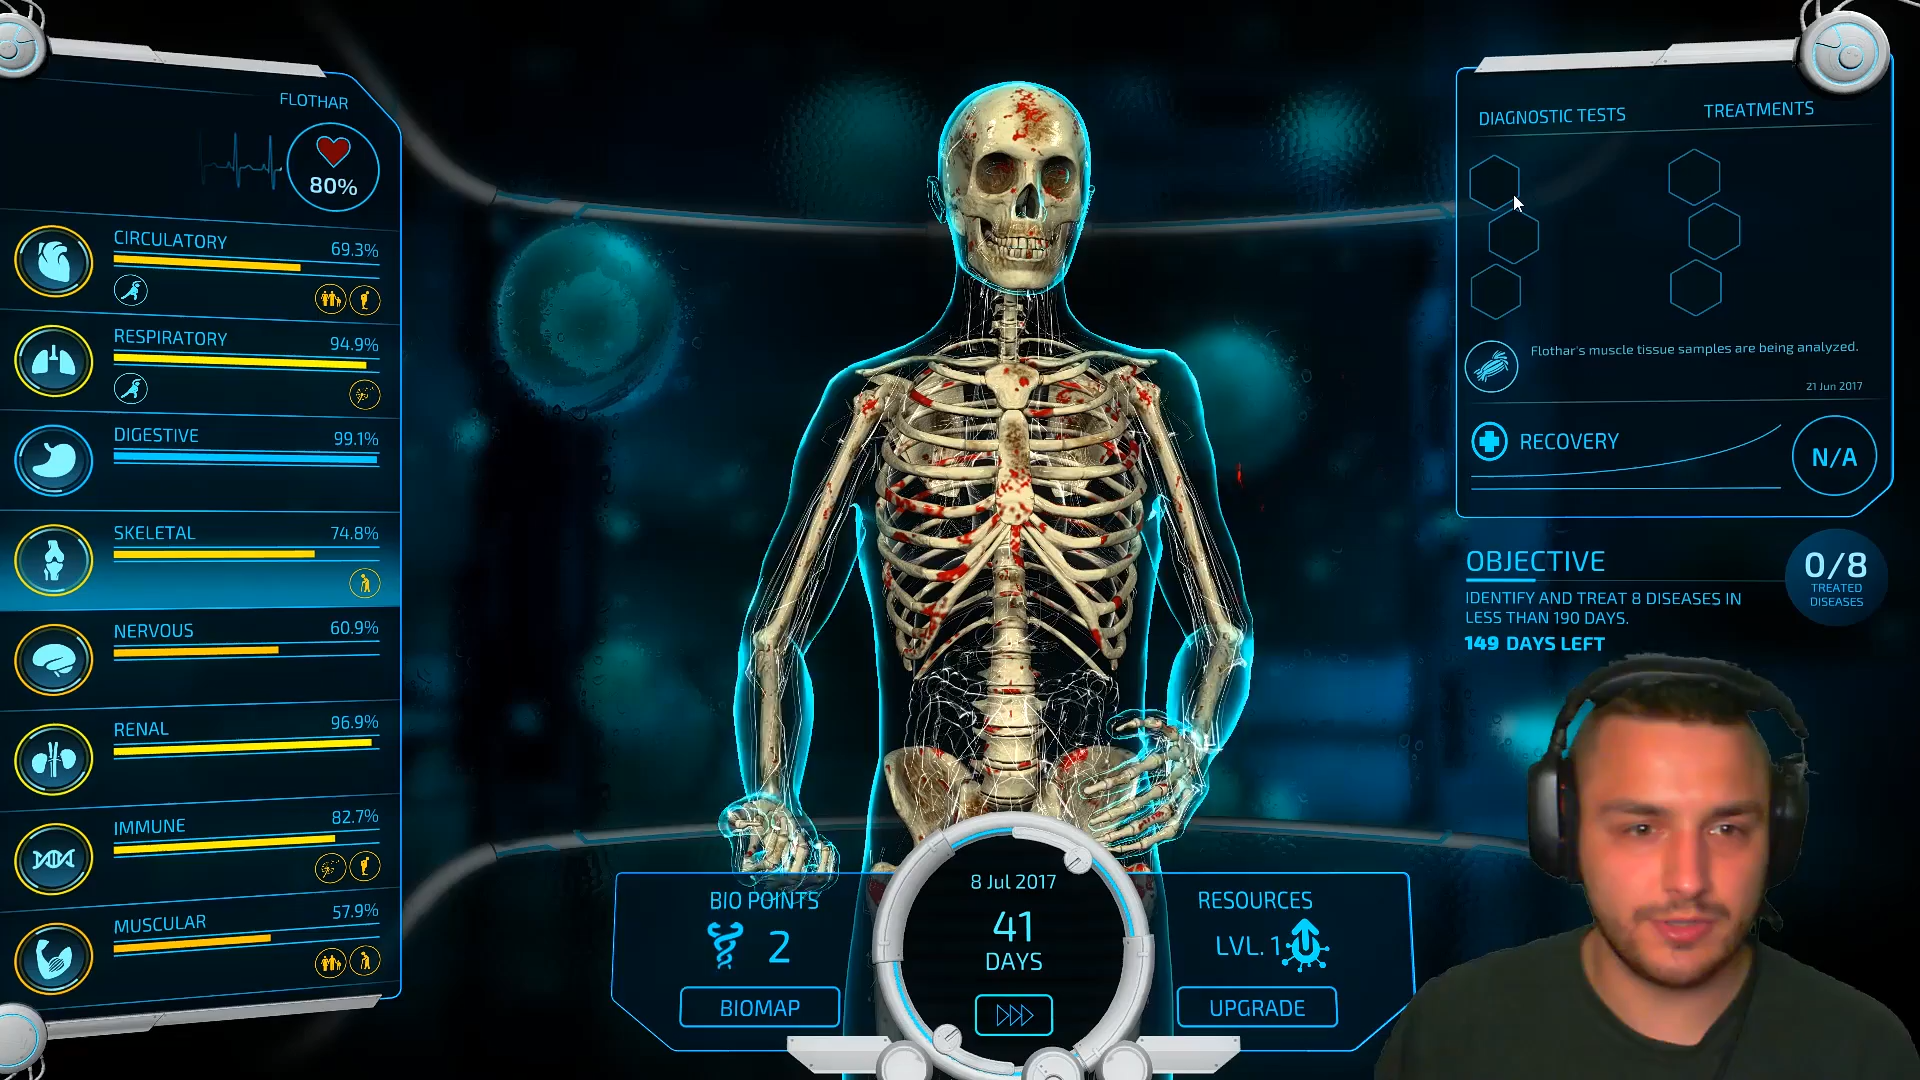 FLOTHAR
80%
CIRCULATORY 69.3%
RESPIRATORY 94.9%
DIGESTIVE 99.1%
SKELETAL 74.8%
NERVOUS 60.9%
RENAL 96.9%
IMMUNE 82.7%
MUSCULAR 57.9%
DIAGNOSTIC TESTS TREATMENTS
Flothar's muscle tissue samples are being analyzed.
21 Jun 2017
RECOVERY N/A
OBJECTIVE
IDENTIFY AND TREAT 8 DISEASES IN
LESS THAN 190 DAYS.
149 DAYS LEFT
0/8
TREATED
DISEASES
BIO POINTS
2
BIOMAP
8 Jul 2017
41
DAYS
RESOURCES
LVL. 1
UPGRADE